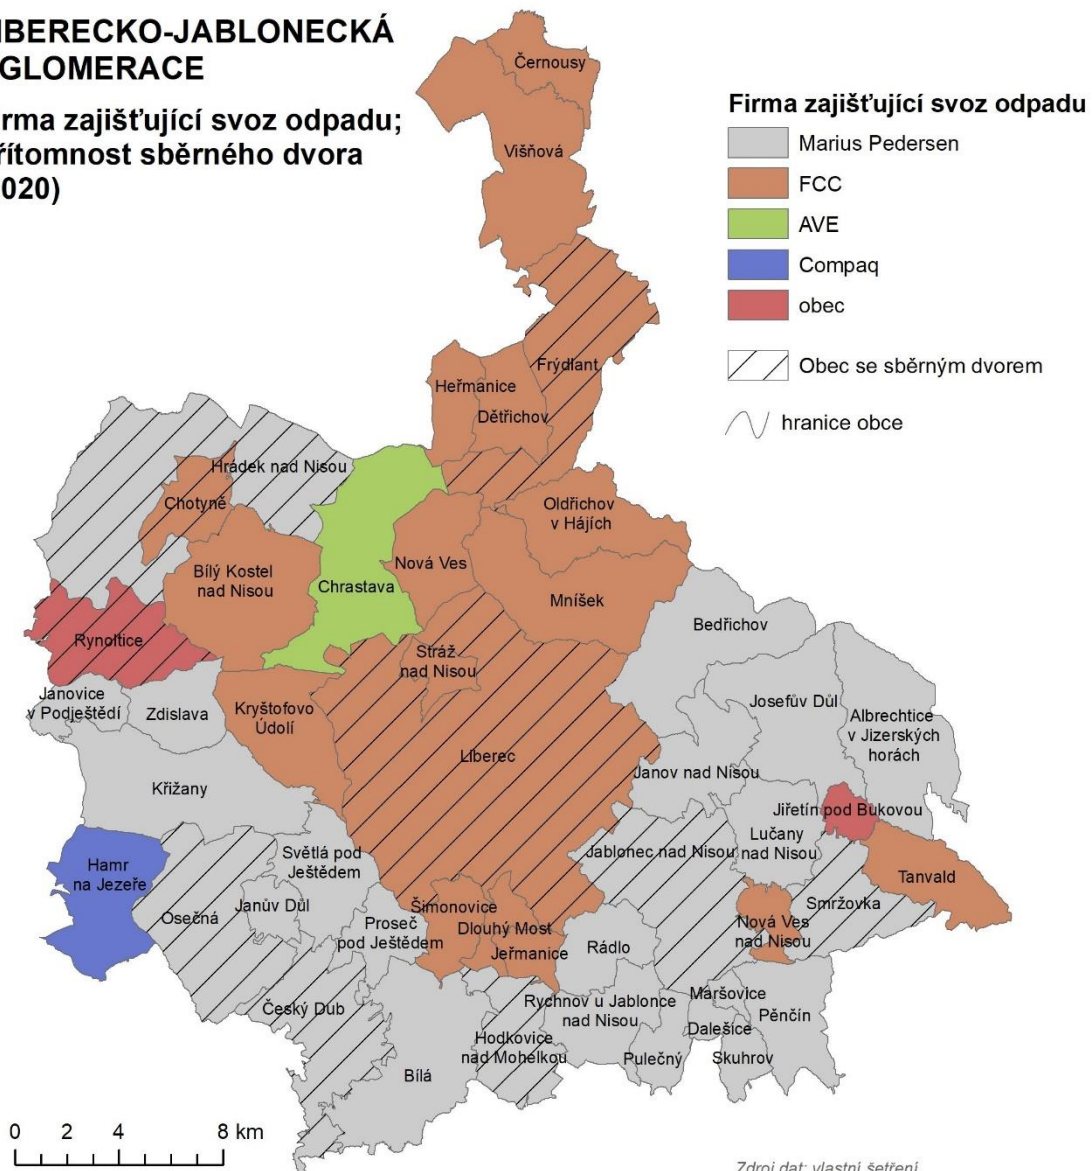 IBERECKO-JABLONECKÁ
GLOMERACE
rma zajišťující svoz odpadu;
řítomnost sběrného dvora
020)
Firma zajišťující svoz odpadu
Marius Pedersen
FCC
AVE
Compaq
obec
Obec se sběrným dvorem
hranice obce
Černousy
Višňová
Frýdlant
Heřmanice
Dětřichov
Hrádek nad Nisou
Chotyně
Oldřichov
v Hájích
Nová Ves
Bílý Kostel
nad Nisou
Chrastava
Mníšek
Bedřichov
Rynoltice
Stráž
nad Nisou
Janovice
v Podještědí
Zdislava
Kryštofovo
Údolí
Josefův Důl
Albrechtice
v Jizerských
horách
Liberec
Janov nad Nisou
Křižany
Jiřetín pod Bukovou
Lučany
nad Nisou
Jablonec nad Nisou
Světlá pod
Ještědem
Hamr
na Jezeře
Tanvald
Smržovka
Osečná
Janův Důl
Šimonovice
Proseč
pod Ještědem
Dlouhý Most
Nová Ves
nad Nisou
Jeřmanice
Rádlo
Maršovice
Rychnov u Jablonce
nad Nisou
Český Dub
Pěnčín
Dalešice
Hodkovice
nad Mohelkou
Pulečný
Skuhrov
Bílá
0 2 4 8 km
Zdroj dat: vlastní šetření